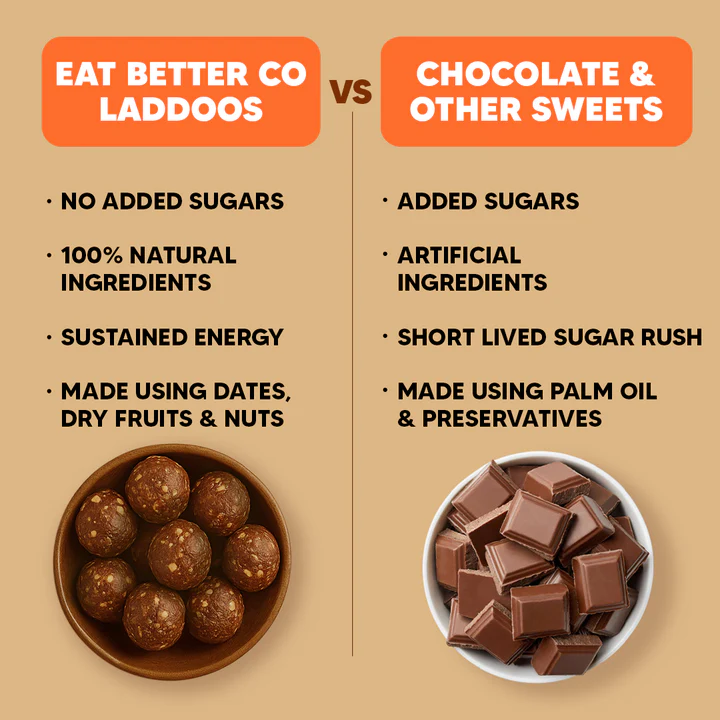 EAT BETTER CO
LADDOOS
VS
CHOCOLATE &
OTHER SWEETS
· NO ADDED SUGARS
· 100% NATURAL
INGREDIENTS
· SUSTAINED ENERGY
· MADE USING DATES,
DRY FRUITS & NUTS
· ADDED SUGARS
· ARTIFICIAL
INGREDIENTS
· SHORT LIVED SUGAR RUSH
· MADE USING PALM OIL
& PRESERVATIVES